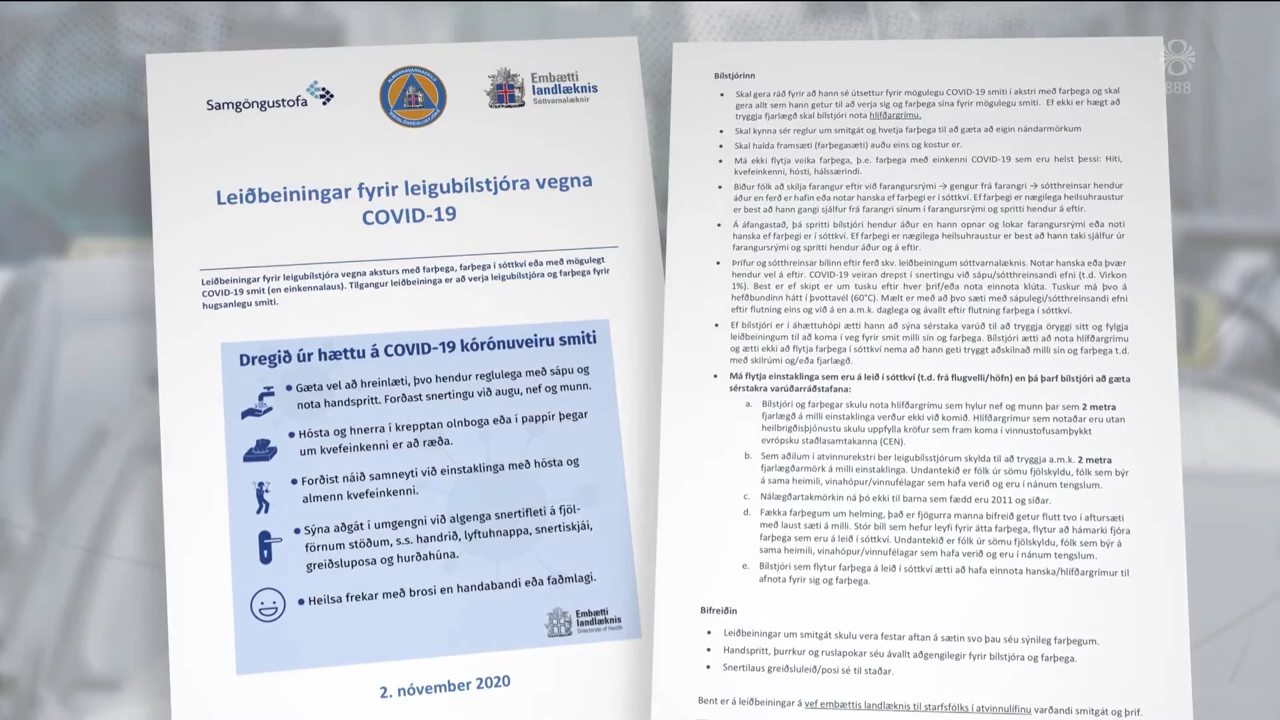 Samgöngustofa
ALMANNAVARNADEILD
RÍKISLÖGREGLUSTJÓRA
Embætti
landlæknis
Sóttvarnalæknir
Leiðbeiningar fyrir leigubílstjóra vegna
COVID-19
Leiðbeiningar fyrir leigubílstjóra vegna aksturs með farþega, farþega í sóttkví eða með mögulegt
COVID-19 smit (en einkennalaus). Tilgangur leiðbeininga er að verja leigubílstjóra og farþega fyrir
hugsanlegu smiti.
Dregið úr hættu á COVID-19 kórónuveiru smiti
• Gæta vel að hreinlæti, þvo hendur reglulega með sápu og
nota handspritt. Forðast snertingu við augu, nef og munn.
• Hósta og hnerra í krepptan olnboga eða í pappír þegar
um kvefeinkenni er að ræða.
• Forðist náið samneyti við einstaklinga með hósta og
almenn kvefeinkenni.
• Sýna aðgát í umgengni við algenga snertifleti á fjöl-
förnum stöðum, s.s. handrið, lyftuhnappa, snertiskjái,
greiðsluposa og hurðahúna.
• Heilsa frekar með brosi en handabandi eða faðmlagi.
Embætti
landlæknis
Directorate of Health
2. nóvember 2020
888
Bílstjórinn
• Skal gera ráð fyrir að hann sé útsettur fyrir mögulegu COVID-19 smiti í akstri með farþega og skal
gera allt sem hann getur til að verja sig og farþega sína fyrir mögulegu smiti. Ef ekki er hægt að
tryggja fjarlægð skal bílstjóri nota hlífðargrímu.
• Skal kynna sér reglur um smitgát og hvetja farþega til að gæta að eigin nándarmörkum
• Skal halda framsæti (farþegasæti) auðu eins og kostur er.
• Má ekki flytja veika farþega, þ.e. farþega með einkenni COVID-19 sem eru helst þessi: Hiti,
kvefeinkenni, hósti, hálssærindi.
• Biður fólk að skilja farangur eftir við farangursrými → gengur frá farangri → sótthreinsar hendur
áður en ferð er hafin eða notar hanska ef farþegi er í sóttkví. Ef farþegi er nægilega heilsuhraustur
er best að hann gangi sjálfur frá farangri sínum í farangursrými og spritti hendur á eftir.
• Á áfangastað, þá spritti bílstjóri hendur áður en hann opnar og lokar farangursrými eða noti
hanska ef farþegi er í sóttkví. Ef farþegi er nægilega heilsuhraustur er best að hann taki sjálfur úr
farangursrými og spritti hendur áður og á eftir.
• Þrífur og sótthreinsar bílinn eftir ferð skv. leiðbeiningum sóttvarnalæknis. Notar hanska eða þvær
hendur vel á eftir. COVID-19 veiran drepst í snertingu við sápu/sótthreinsandi efni (t.d. Virkon
1%). Best er ef skipt er um tusku eftir hver þrif/eða nota einnota klúta. Tuskur má þvo á
hefðbundinn hátt í þvottavél (60°C). Mælt er með að þvo sæti með sápulegi/sótthreinsandi efni
eftir flutning eins og við á en a.m.k. daglega og ávallt eftir flutning farþega í sóttkví.
• Ef bílstjóri er í áhættuhópi ætti hann að sýna sérstaka varúð til að tryggja öryggi sitt og fylgja
leiðbeiningum til að koma í veg fyrir smit milli sín og farþega. Bílstjóri ætti að nota hlífðargrímu
og ætti ekki að flytja farþega í sóttkví nema að hann geti tryggt aðskilnað milli sín og farþega t.d.
með skilrúmi og/eða fjarlægð.
• Má flytja einstaklinga sem eru á leið í sóttkví (t.d. frá flugvelli/höfn) en þá þarf bílstjóri að gæta
sérstakra varúðarráðstafana:
a. Bílstjóri og farþegar skulu nota hlífðargrímu sem hylur nef og munn þar sem 2 metra
fjarlægð á milli einstaklinga verður ekki við komið. Hlífðargrímur sem notaðar eru utan
heilbrigðisþjónustu skulu uppfylla kröfur sem fram koma í vinnustofusamþykkt
evrópsku staðlasamtakanna (CEN).
b. Sem aðilum í atvinnurekstri ber leigubílstjórum skylda til að tryggja a.m.k. 2 metra
fjarlægðarmörk á milli einstaklinga. Undantekið er fólk úr sömu fjölskyldu, fólk sem býr
á sama heimili, vinahópur/vinnufélagar sem hafa verið og eru í nánum tengslum.
c. Nálægðartakmörkin ná þó ekki til barna sem fædd eru 2011 og síðar.
d. Fækka farþegum um helming, það er fjögurra manna bifreið getur flutt tvo í aftursæti
með laust sæti á milli. Stór bíll sem hefur leyfi fyrir átta farþega, flytur að hámarki fjóra
farþega sem eru á leið í sóttkví. Undantekið er fólk úr sömu fjölskyldu, fólk sem býr á
sama heimili, vinahópur/vinnufélagar sem hafa verið og eru í nánum tengslum.
e. Bílstjóri sem flytur farþega á leið í sóttkví ætti að hafa einnota hanska/hlífðargrímur til
afnota fyrir sig og farþega.
Bifreiðin
• Leiðbeiningar um smitgát skulu vera festar aftan á sætin svo þau séu sýnileg farþegum.
• Handspritt, þurrkur og ruslapokar séu ávallt aðgengilegir fyrir bílstjóra og farþega.
• Snertilaus greiðsluleið/posi sé til staðar.
Bent er á leiðbeiningar á vef embættis landlæknis til starfsfólks í atvinnulífinu varðandi smitgát og þrif.